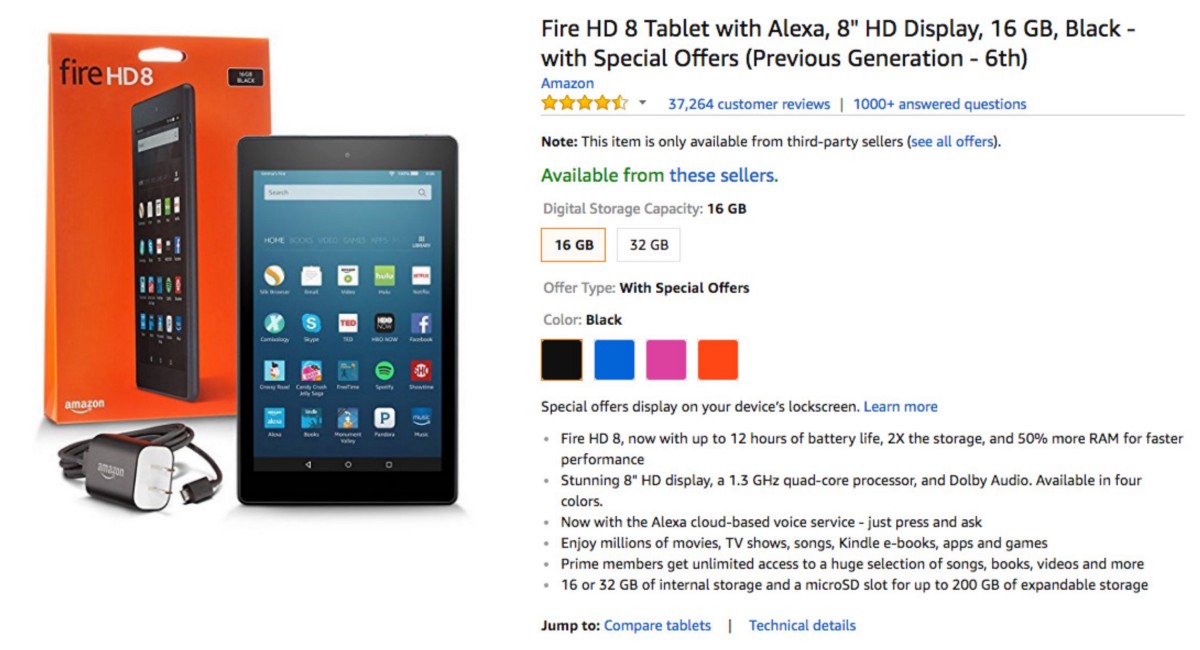 Fire HD 8 Tablet with Alexa, 8" HD Display, 16 GB, Black -
with Special Offers (Previous Generation - 6th)
Amazon
37,264 customer reviews | 1000+ answered questions
Note: This item is only available from third-party sellers (see all offers).
Available from these sellers.
Digital Storage Capacity: 16 GB
16 GB 32 GB
Offer Type: With Special Offers
Color: Black
Special offers display on your device's lockscreen. Learn more
Fire HD 8, now with up to 12 hours of battery life, 2X the storage, and 50% more RAM for faster
performance
Stunning 8" HD display, a 1.3 GHz quad-core processor, and Dolby Audio. Available in four
colors.
Now with the Alexa cloud-based voice service - just press and ask
Enjoy millions of movies, TV shows, songs, Kindle e-books, apps and games
Prime members get unlimited access to a huge selection of songs, books, videos and more
16 or 32 GB of internal storage and a microSD slot for up to 200 GB of expandable storage
Jump to: Compare tablets | Technical details
fire HD 8
16GB
BLACK
amazon
amazon
Search
HOME BOOKS VIDEO GAMES APPS
LIBRARY
hulu
Silk Browser Email Video Hulu Netflix
TED HBO NOW
Comixology Skype TED HBO NOW Facebook
SHO
Crossy Road Candy Crush Jelly Saga FreeTime Spotify Showtime
Alexa Books Monument Valley Pandora Music